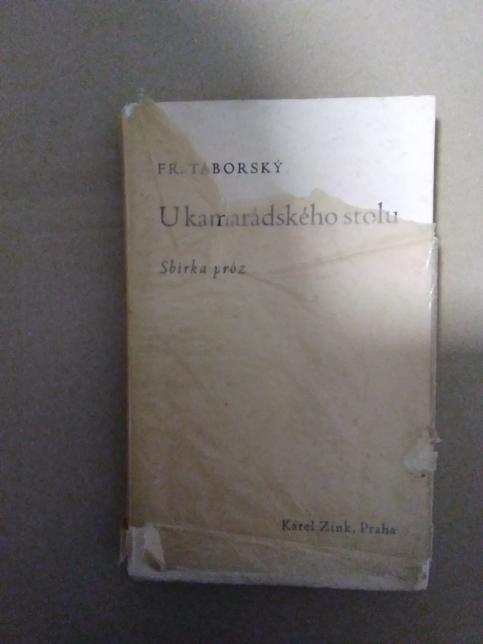 FR. TÁBORSKÝ
U kamarádského stolu
Sbírka próz
Karel Zink, Praha